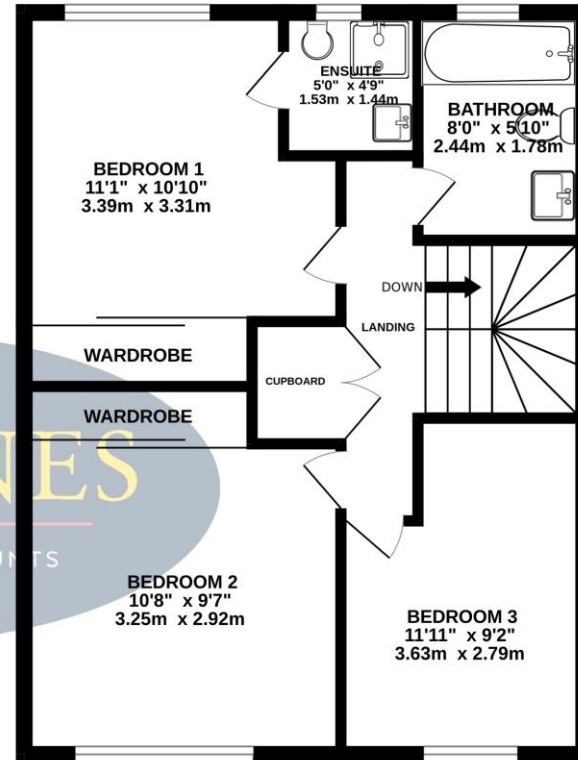 ENSUITE
5'0" x 4'9"
1.53m x 1.44m
BATHROOM
8'0" x 5'10"
2.44m x 1.78m
BEDROOM 1
11'1" x 10'10"
3.39m x 3.31m
DOWN
LANDING
WARDROBE
CUPBOARD
WARDROBE
NES
UNTS
BEDROOM 2
10'8" x 9'7"
3.25m x 2.92m
BEDROOM 3
11'11" x 9'2"
3.63m x 2.79m